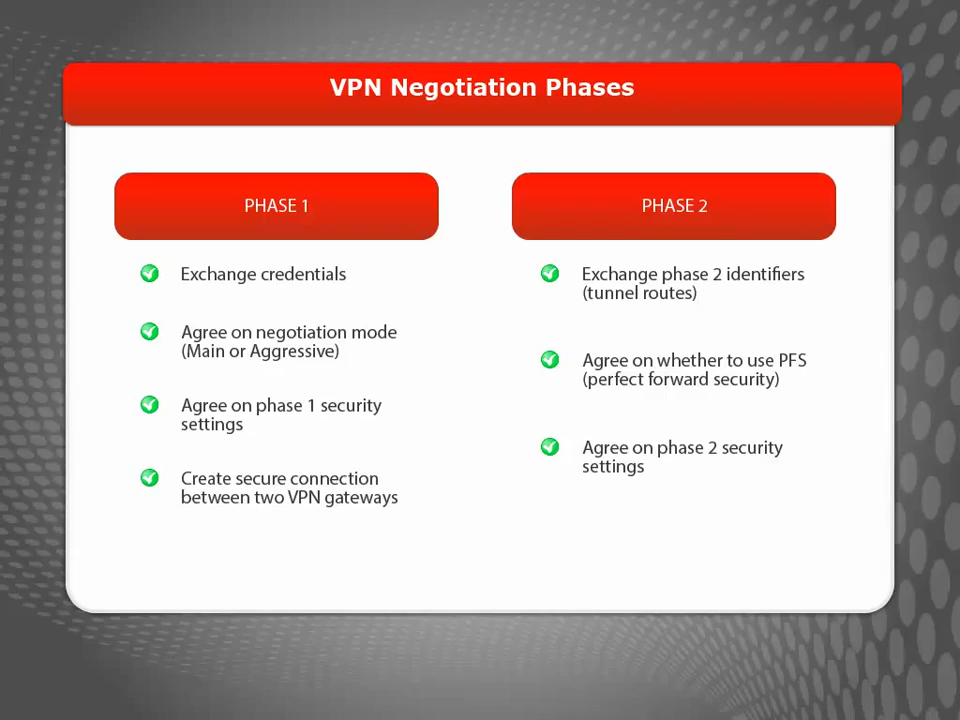 VPN Negotiation Phases
PHASE 1
Exchange credentials
Agree on negotiation mode
(Main or Aggressive)
Agree on phase 1 security
settings
Create secure connection
between two VPN gateways
PHASE 2
Exchange phase 2 identifiers
(tunnel routes)
Agree on whether to use PFS
(perfect forward security)
Agree on phase 2 security
settings